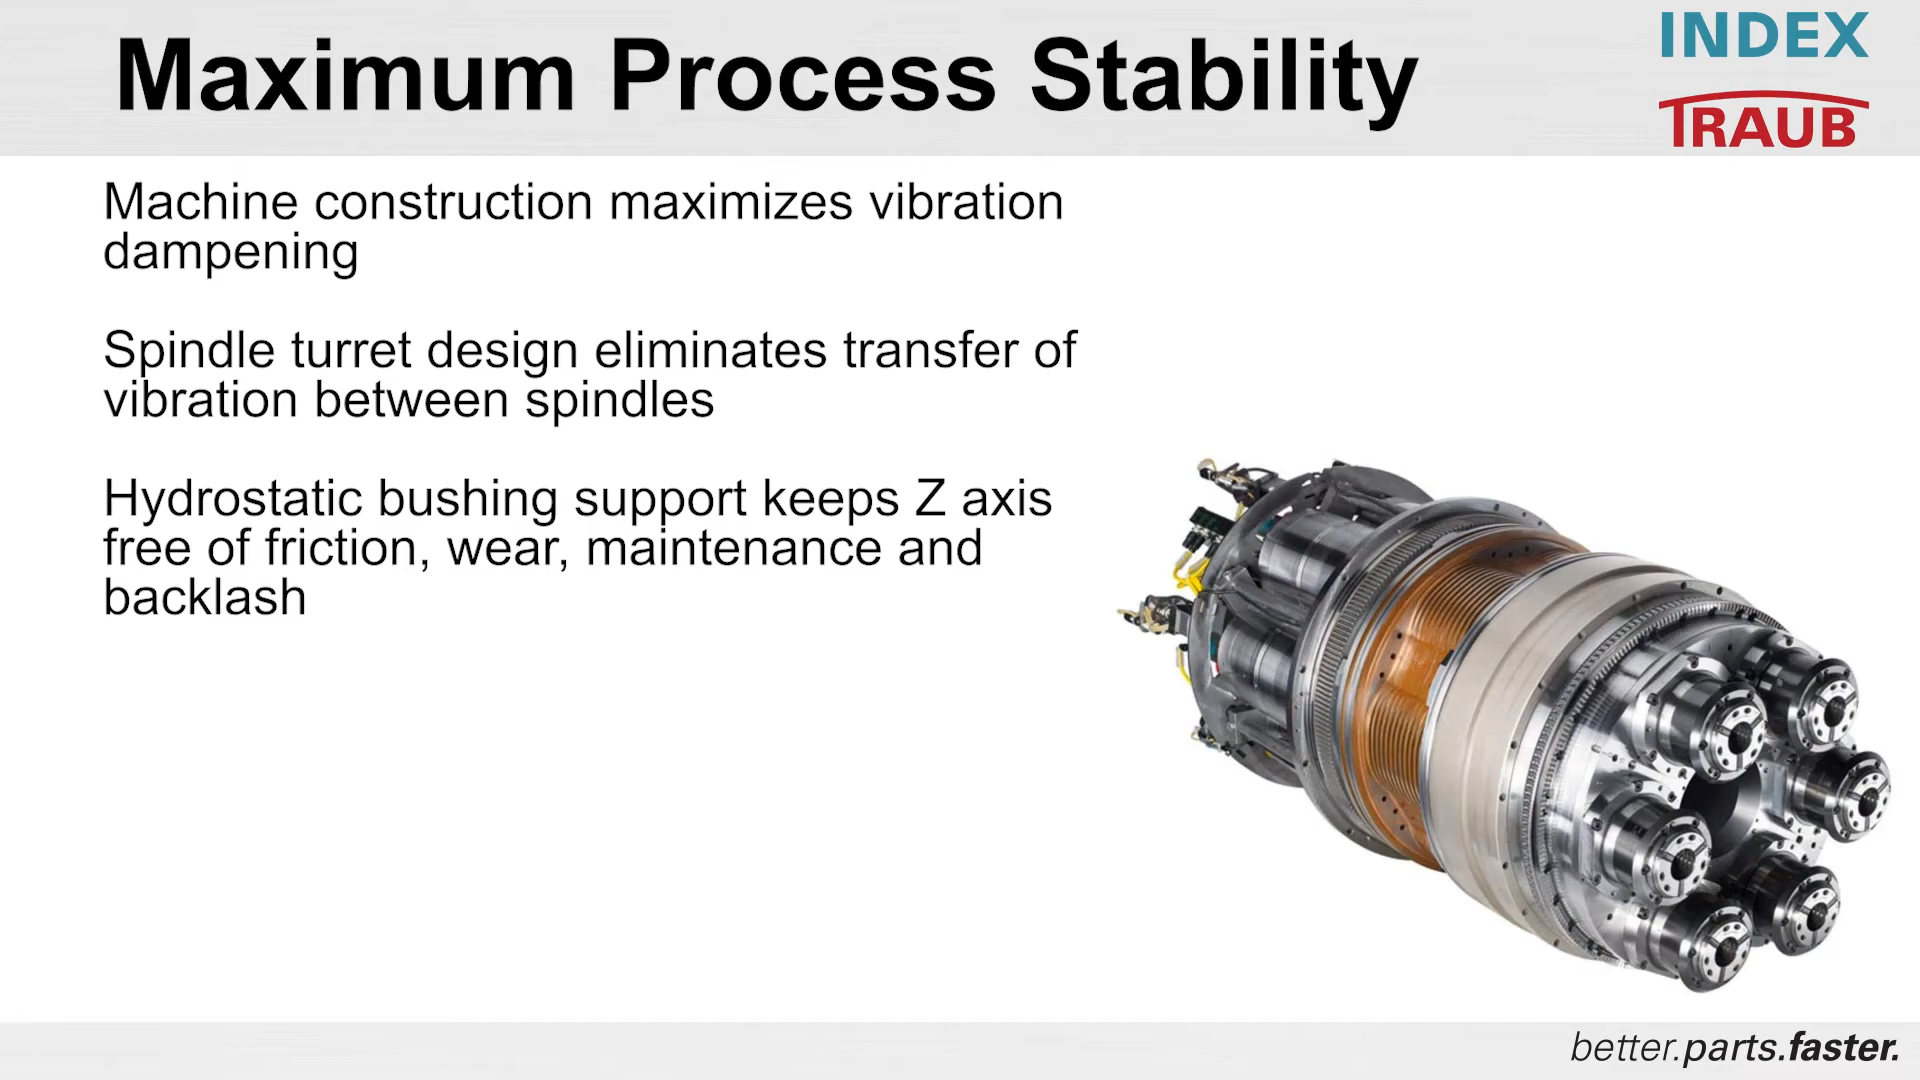 Maximum Process Stability
INDEX
TRAUB
Machine construction maximizes vibration
dampening
Spindle turret design eliminates transfer of
vibration between spindles
Hydrostatic bushing support keeps Z axis
free of friction, wear, maintenance and
backlash
better.parts.faster.